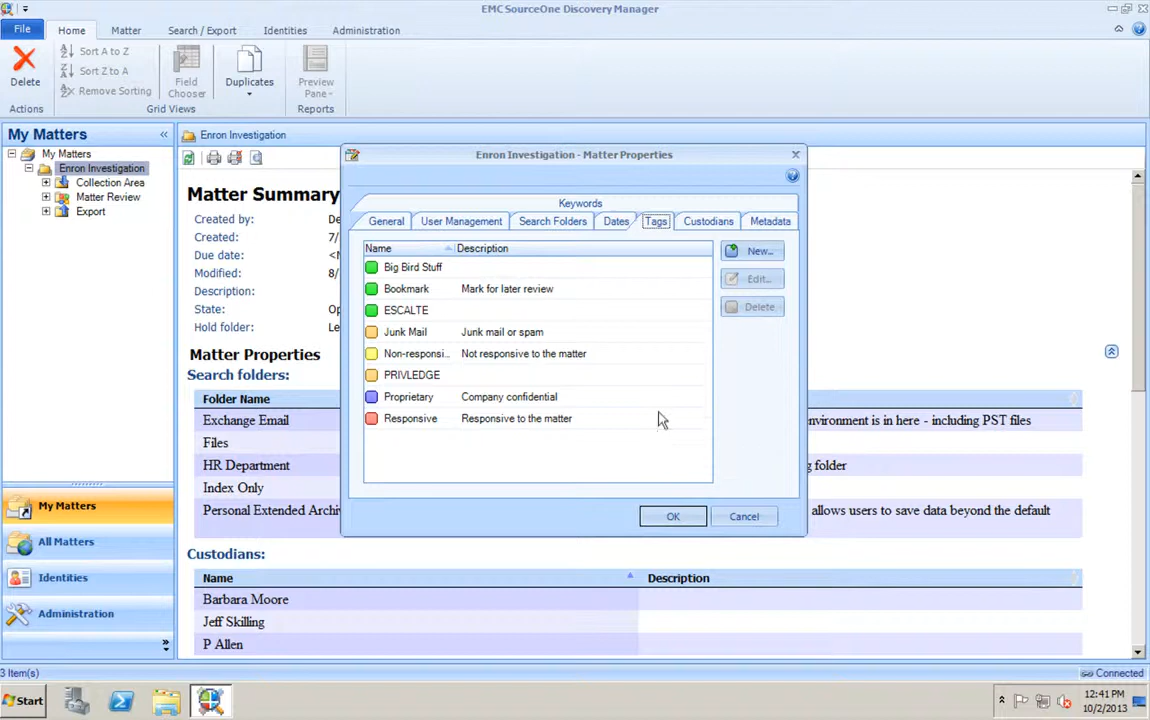 EMC SourceOne Discovery Manager
File Home Matter Search / Export Identities Administration
Delete
Sort A to Z
Sort Z to A
Remove Sorting
Field Chooser
Duplicates
Preview Pane
Actions Grid Views Reports
My Matters «
My Matters
Enron Investigation
Collection Area
Matter Review
Export
Enron Investigation
Matter Summary
Created by: De
Created: 7/
Due date: <N
Modified: 8/
Description:
State: Op
Hold folder: Le
Matter Properties
Search folders:
Folder Name
Exchange Email nvironment is in here - including PST files
Files
HR Department g folder
Index Only
Personal Extended Archi allows users to save data beyond the default
Custodians:
Name Description
Barbara Moore
Jeff Skilling
P Allen
Enron Investigation - Matter Properties
Keywords
General User Management Search Folders Dates Tags Custodians Metadata
Name Description
Big Bird Stuff
Bookmark Mark for later review
ESCALTE
Junk Mail Junk mail or spam
Non-responsi... Not responsive to the matter
PRIVLEDGE
Proprietary Company confidential
Responsive Responsive to the matter
New...
Edit...
Delete
OK Cancel
My Matters
All Matters
Identities
Administration
»
3 Item(s) Connected
Start
12:41 PM
10/2/2013